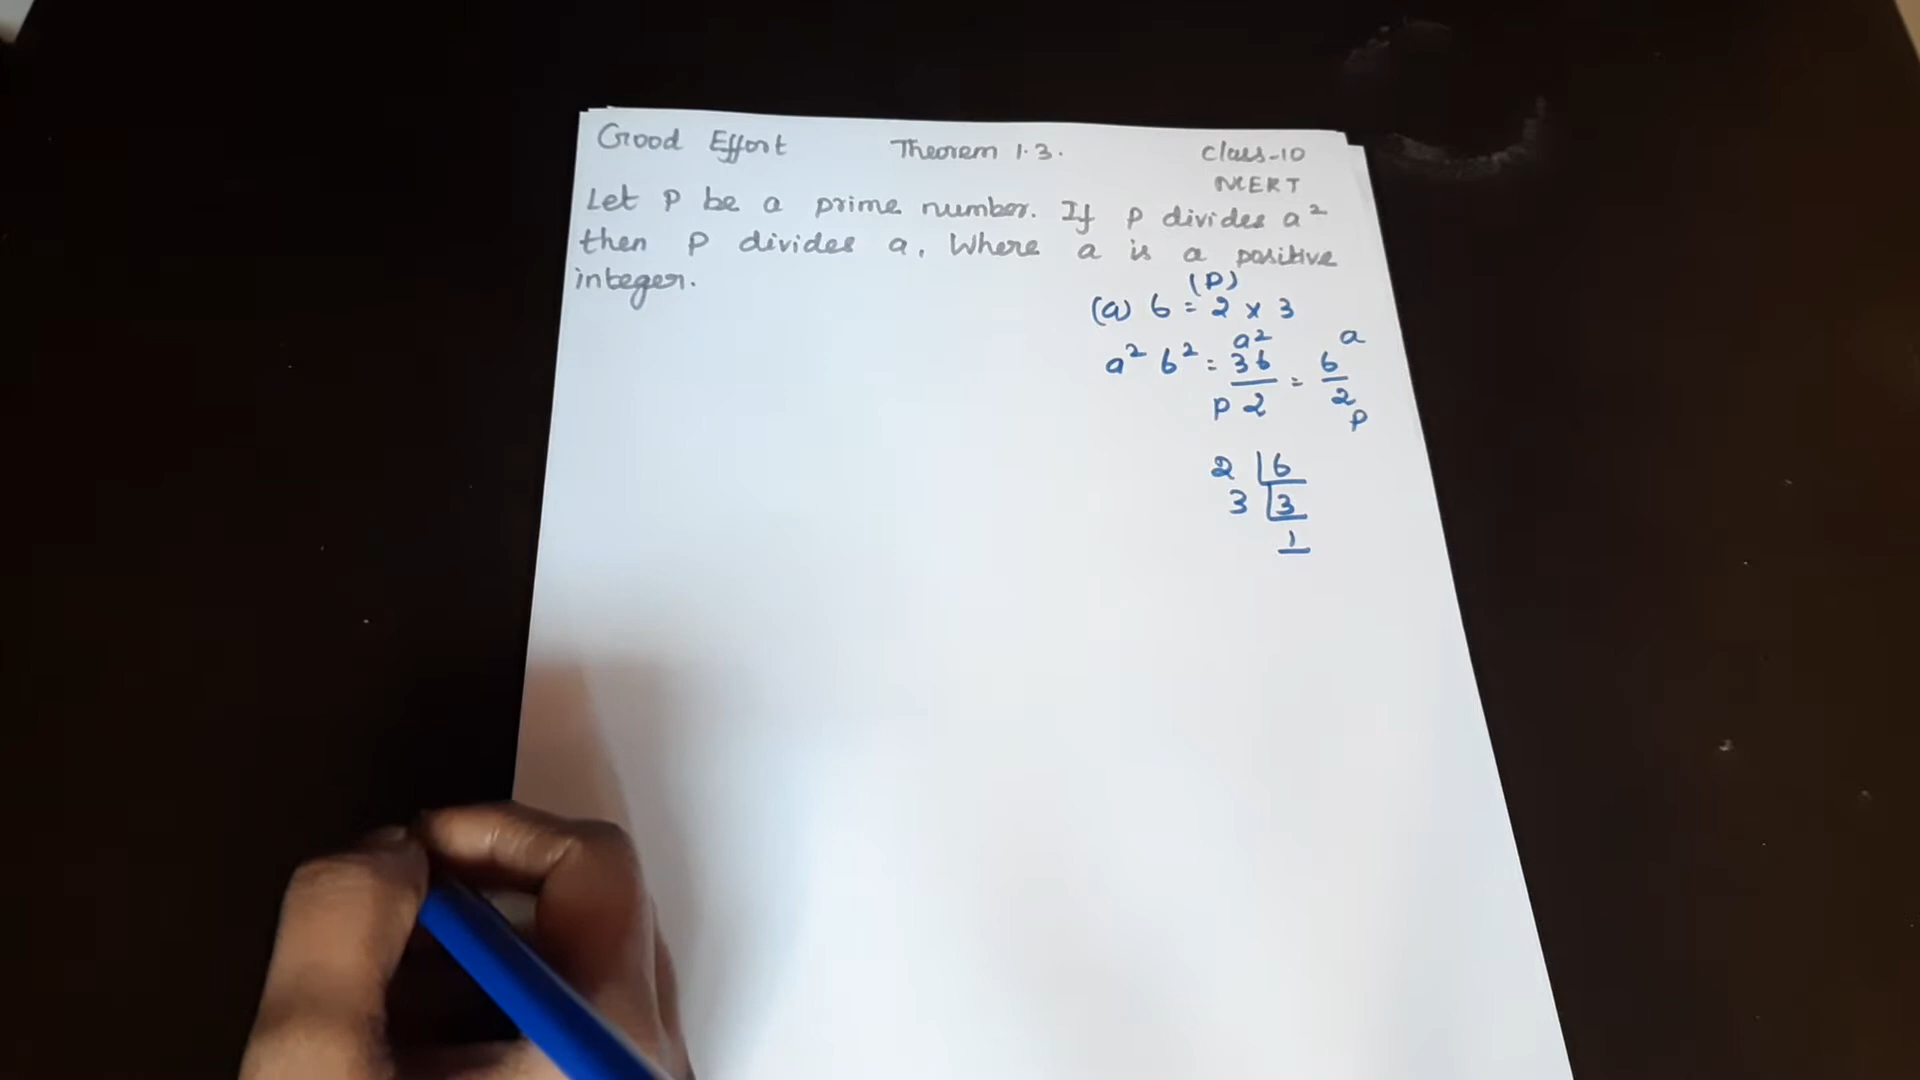 Good Effort Theorem 1.3. Class-10
NCERT
Let P be a prime number. If p divides a²
then P divides a, Where a is a positive
integer.
(P)
(a) 6 = 2 x 3
a² a
a² 6² = 36 = 6
P 2 2 P
2 6
3 3
1